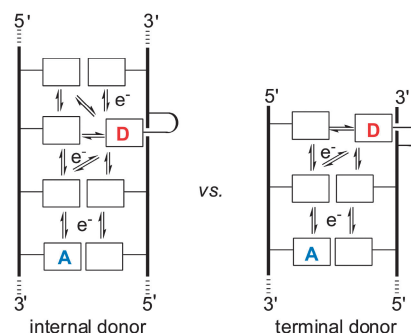 5' 3'
e-
D
e-
e-
A
3' 5'
internal donor
vs.
5' 3'
D
e-
e-
A
3' 5'
terminal donor